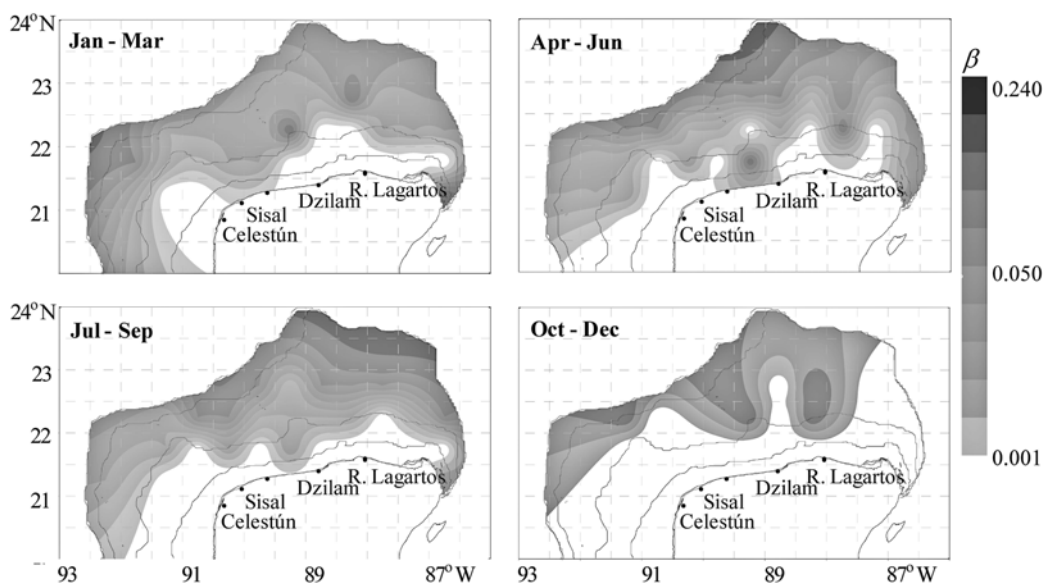 24°N
Jan - Mar
23
22
21
Sisal
Celestún
Dzilam
R. Lagartos
Apr - Jun
Sisal
Celestún
Dzilam
R. Lagartos
β
0.240
0.050
0.001
24°N
Jul - Sep
23
22
21
Sisal
Celestún
Dzilam
R. Lagartos
93
91
89
87°W
Oct - Dec
Sisal
Celestún
Dzilam
R. Lagartos
93
91
89
87°W